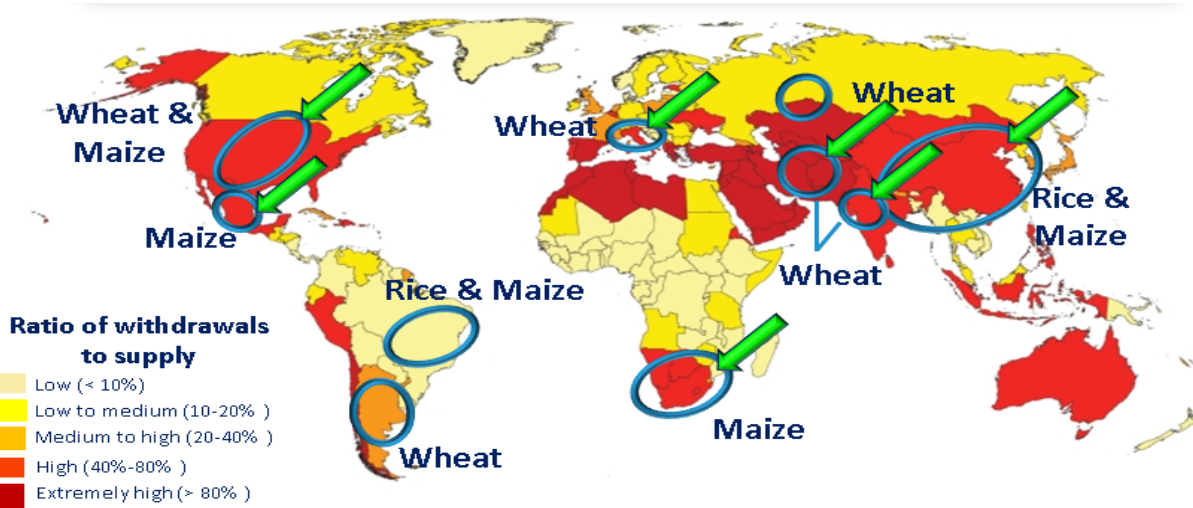 Wheat &
Maize
Maize
Wheat
Wheat
Rice &
Maize
Wheat
Rice & Maize
Wheat
Maize
Ratio of withdrawals
to supply
Low (< 10%)
Low to medium (10-20% )
Medium to high (20-40% )
High (40%-80% )
Extremely high (> 80% )